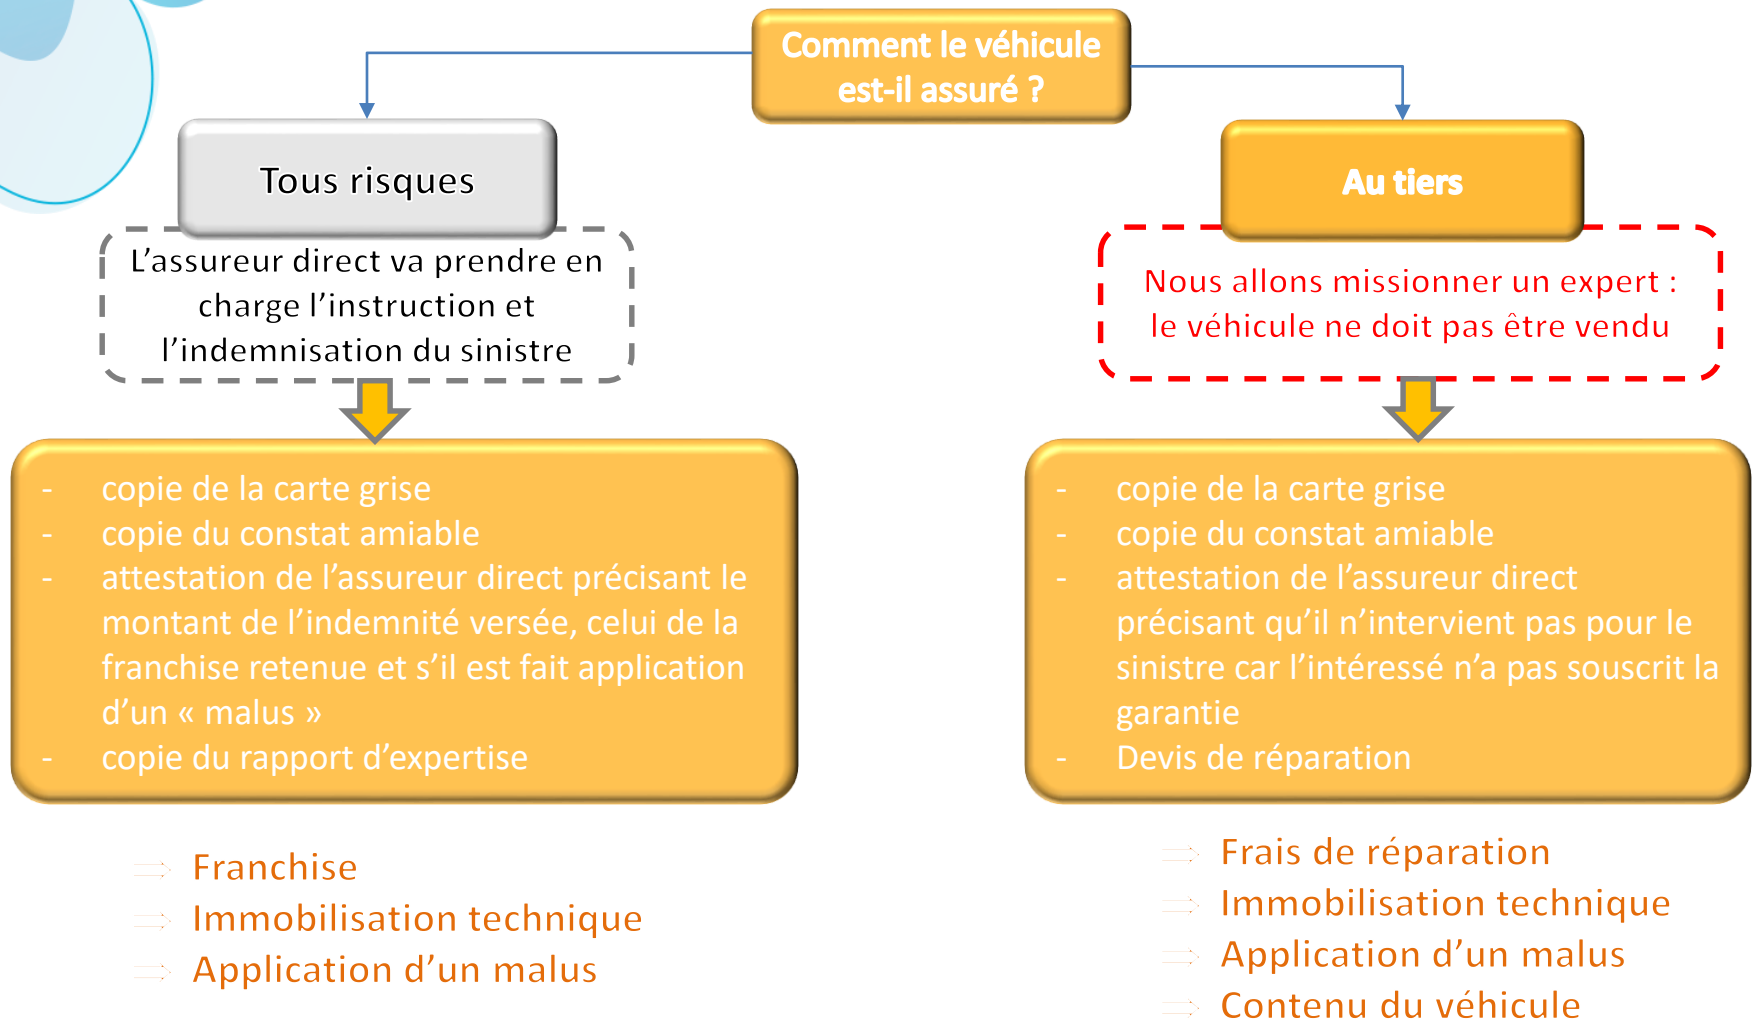 Comment le véhicule
est-il assuré ?
Tous risques
L’assureur direct va prendre en
charge l’instruction et
l’indemnisation du sinistre
- copie de la carte grise
- copie du constat amiable
- attestation de l’assureur direct précisant le
montant de l’indemnité versée, celui de la
franchise retenue et s’il est fait application
d’un « malus »
- copie du rapport d’expertise
⇒ Franchise
⇒ Immobilisation technique
⇒ Application d’un malus
Au tiers
Nous allons missionner un expert :
le véhicule ne doit pas être vendu
- copie de la carte grise
- copie du constat amiable
- attestation de l’assureur direct
précisant qu’il n’intervient pas pour le
sinistre car l’intéressé n’a pas souscrit la
garantie
- Devis de réparation
⇒ Frais de réparation
⇒ Immobilisation technique
⇒ Application d’un malus
⇒ Contenu du véhicule